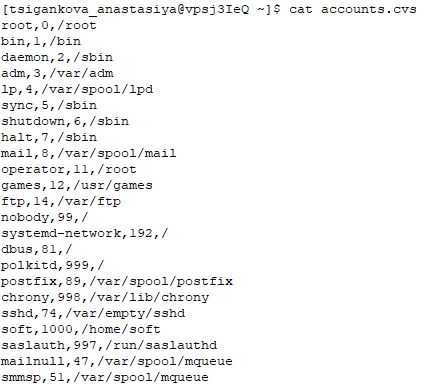 [tsigankova_anastasiya@vpsj3IeQ ~]$ cat accounts.cvs
root,0,/root
bin,1,/bin
daemon,2,/sbin
adm,3,/var/adm
lp,4,/var/spool/lpd
sync,5,/sbin
shutdown,6,/sbin
halt,7,/sbin
mail,8,/var/spool/mail
operator,11,/root
games,12,/usr/games
ftp,14,/var/ftp
nobody,99,/
systemd-network,192,/
dbus,81,/
polkitd,999,/
postfix,89,/var/spool/postfix
chrony,998,/var/lib/chrony
sshd,74,/var/empty/sshd
soft,1000,/home/soft
saslauth,997,/run/saslauthd
mailnull,47,/var/spool/mqueue
smmsp,51,/var/spool/mqueue